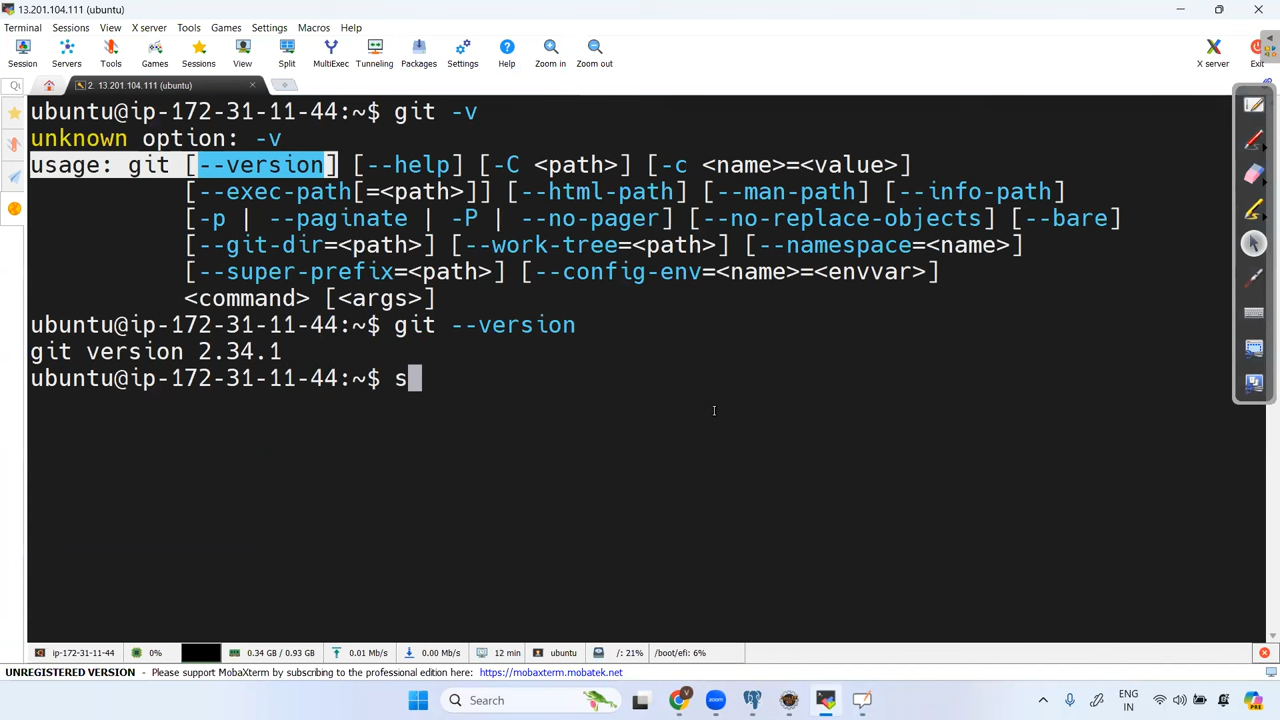 13.201.104.111 (ubuntu)
Terminal Sessions View X server Tools Games Settings Macros Help
Session Servers Tools Games Sessions View Split MultiExec Tunneling Packages Settings Help Zoom in Zoom out X server Exit
2. 13.201.104.111 (ubuntu)
ubuntu@ip-172-31-11-44:~$ git -v
unknown option: -v
usage: git [--version] [--help] [-C <path>] [-c <name>=<value>]
[--exec-path[=<path>]] [--html-path] [--man-path] [--info-path]
[-p | --paginate | -P | --no-pager] [--no-replace-objects] [--bare]
[--git-dir=<path>] [--work-tree=<path>] [--namespace=<name>]
[--super-prefix=<path>] [--config-env=<name>=<envvar>]
<command> [<args>]
ubuntu@ip-172-31-11-44:~$ git --version
git version 2.34.1
ubuntu@ip-172-31-11-44:~$ s
ip-172-31-11-44 0% 0.34 GB / 0.93 GB 0.01 Mb/s 0.00 Mb/s 12 min ubuntu /: 21% /boot/efi: 6%
UNREGISTERED VERSION - Please support MobaXterm by subscribing to the professional edition here: https://mobaxterm.mobatek.net
Search ENG
IN
PRE